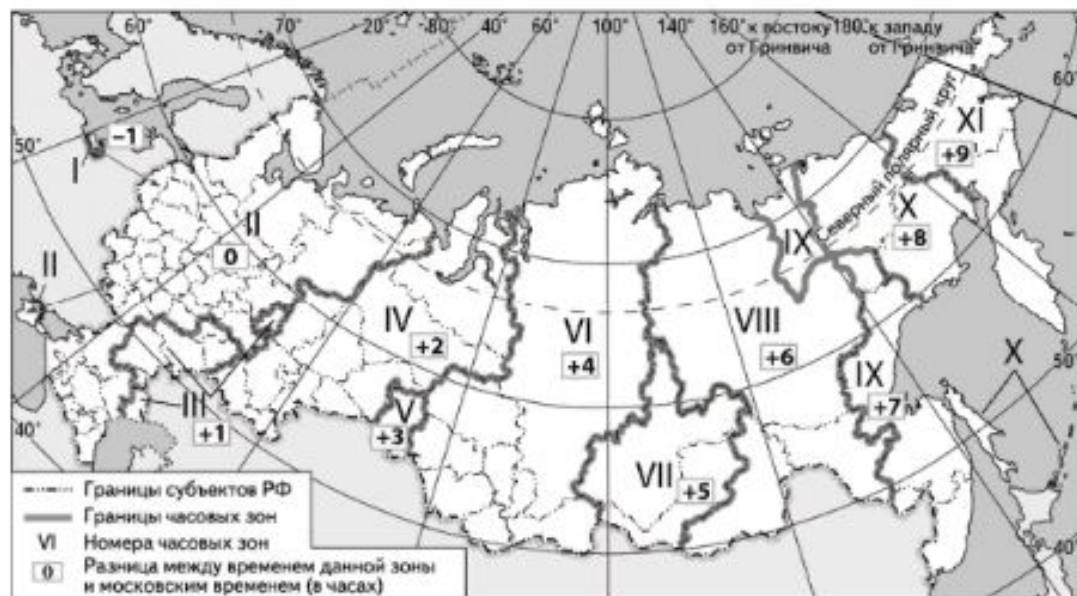 60°
70°
20°
80°
40°
100°
140°
160° к востоку
от Гринвича
180° к западу
от Гринвича
60°
50°
I
-1
Северный полярный круг
XI
+9
X
+8
II
0
IX
II
IV
+2
VI
+4
VIII
+6
IX
+7
X
50°
III
+1
V
+3
VII
+5
40°
40°
Границы субъектов РФ
Границы часовых зон
VI Номера часовых зон
0 Разница между временем данной зоны
и московским временем (в часах)